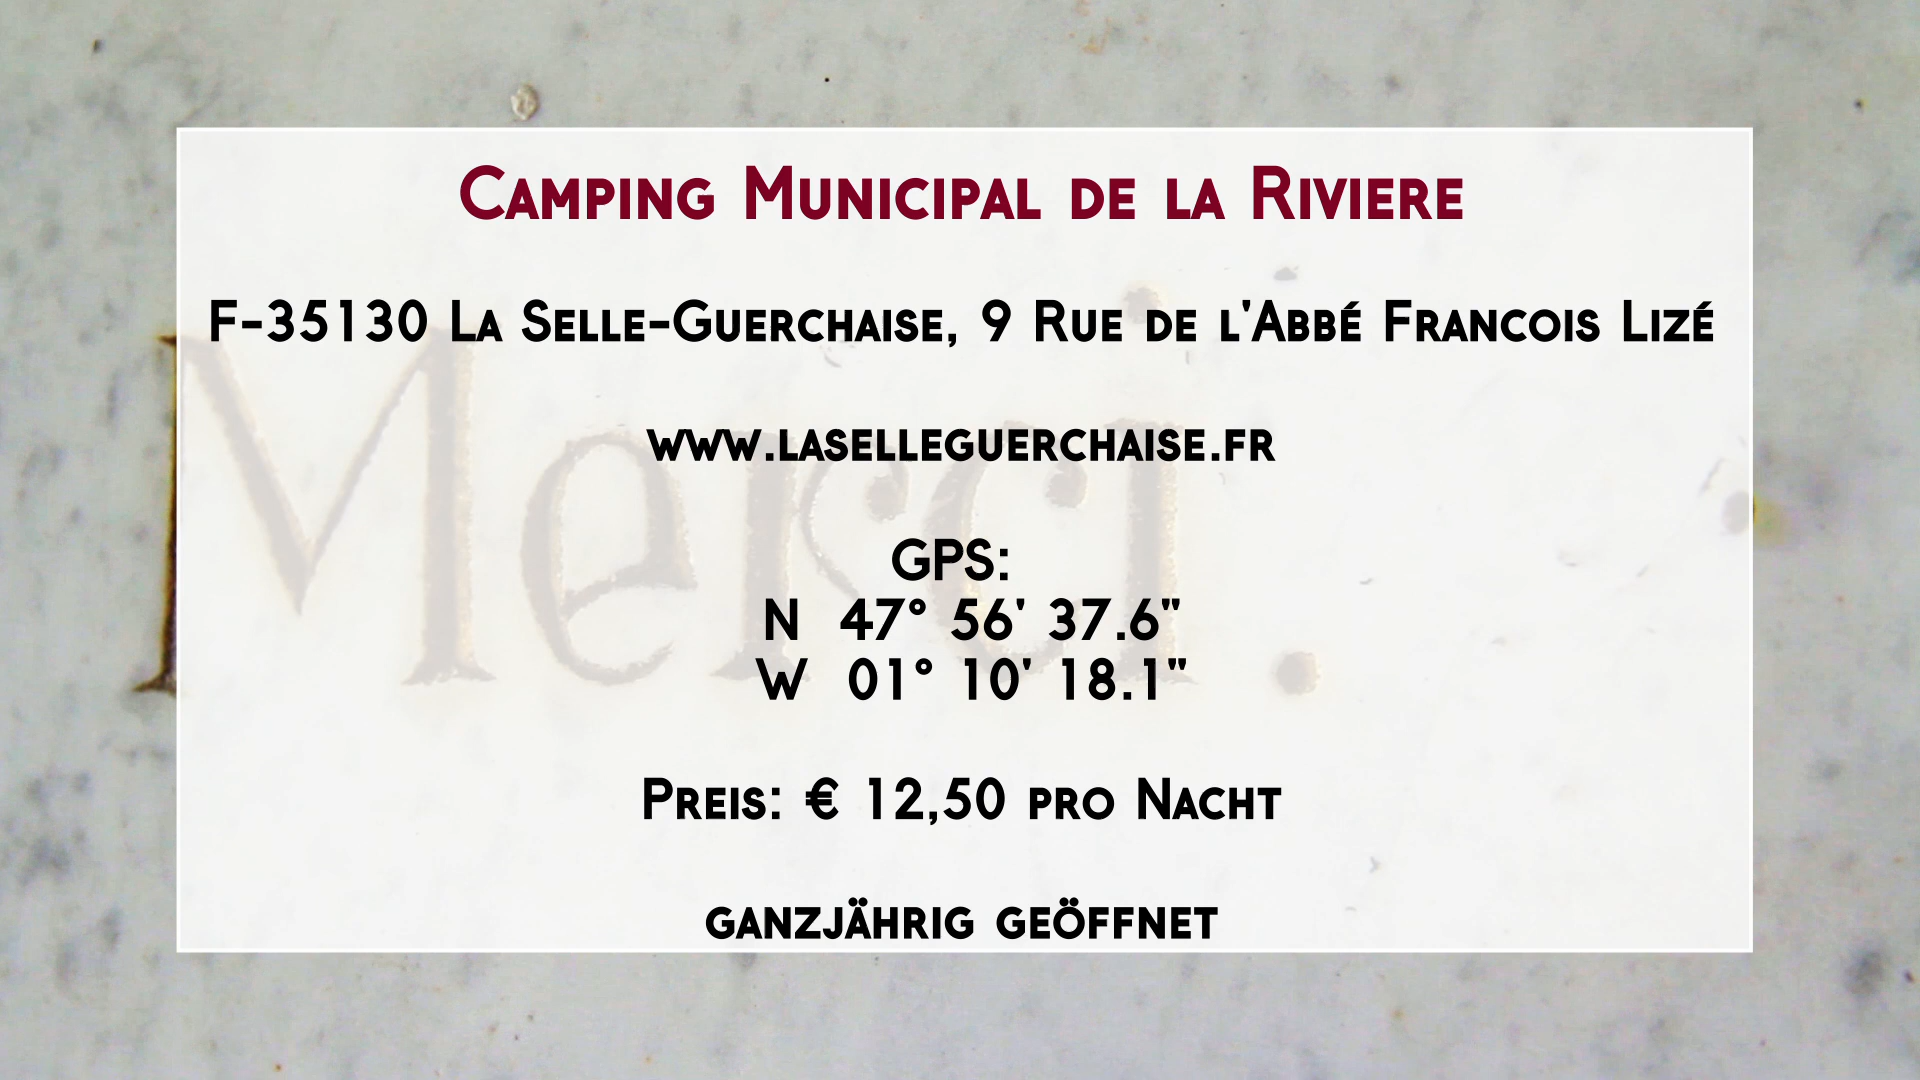 Camping Municipal de la Riviere
F-35130 La Selle-Guerchaise, 9 Rue de l'Abbé Francois Lizé
www.laselleguerchaise.fr
GPS:
N 47° 56' 37.6"
W 01° 10' 18.1"
Preis: € 12,50 pro Nacht
ganzjährig geöffnet
Merci.